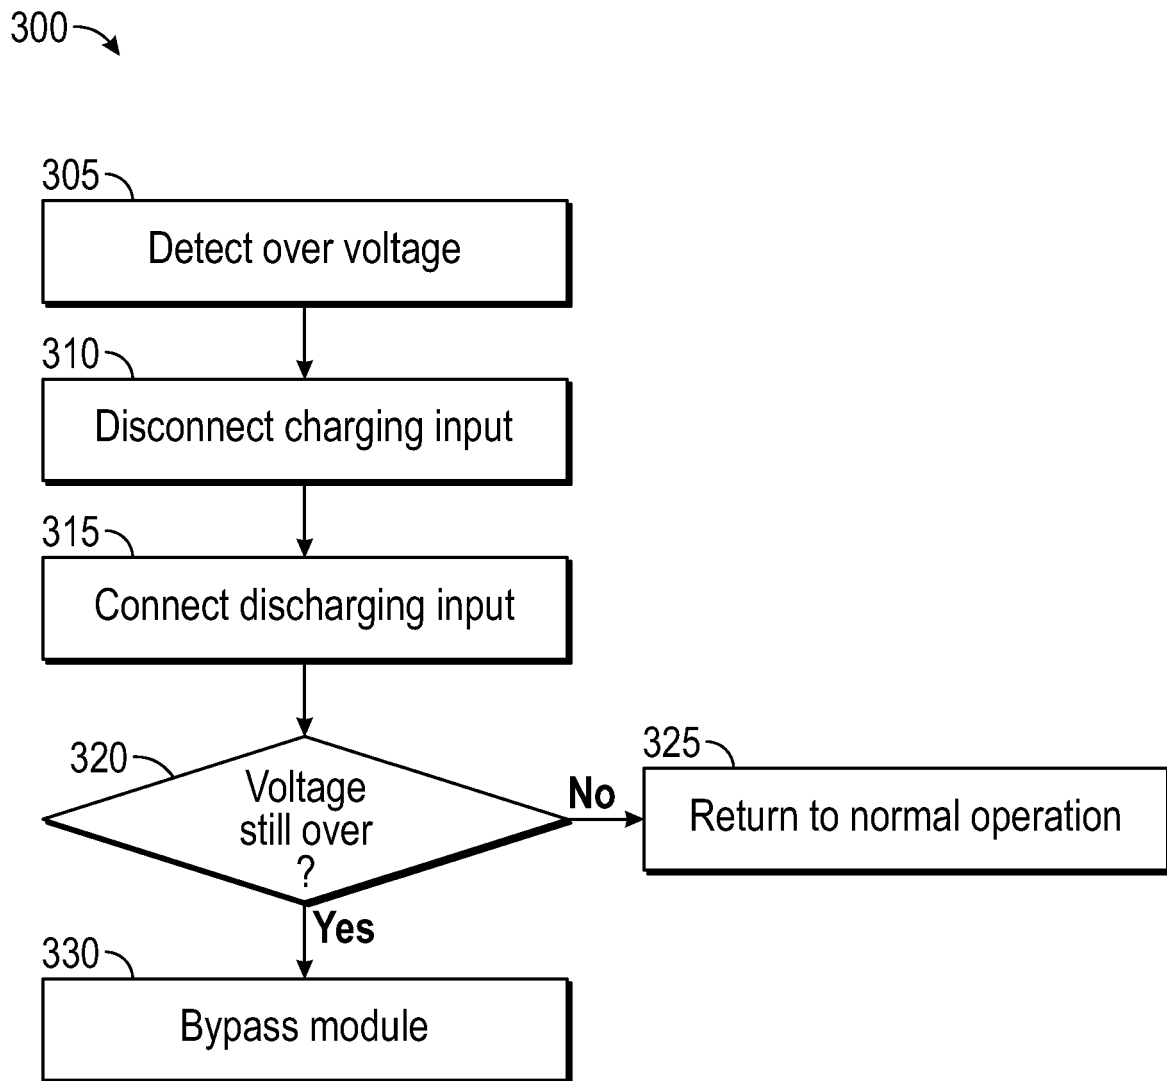 300
305
Detect over voltage
310
Disconnect charging input
315
Connect discharging input
320
Voltage
still over
?
No
325
Return to normal operation
Yes
330
Bypass module